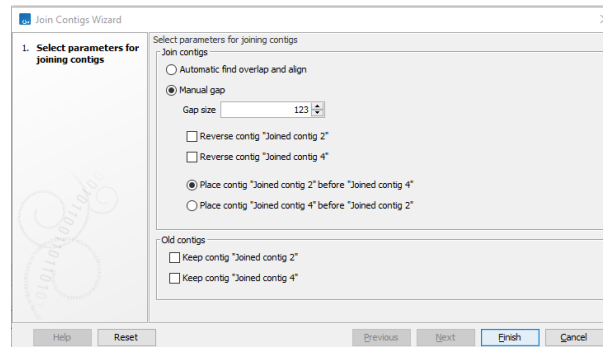 Join Contigs Wizard
1. Select parameters for
joining contigs
Select parameters for joining contigs
Join contigs
Automatic find overlap and align
Manual gap
Gap size 123
Reverse contig "Joined contig 2"
Reverse contig "Joined contig 4"
Place contig "Joined contig 2" before "Joined contig 4"
Place contig "Joined contig 4" before "Joined contig 2"
Old contigs
Keep contig "Joined contig 2"
Keep contig "Joined contig 4"
Help Reset Previous Next Finish Cancel